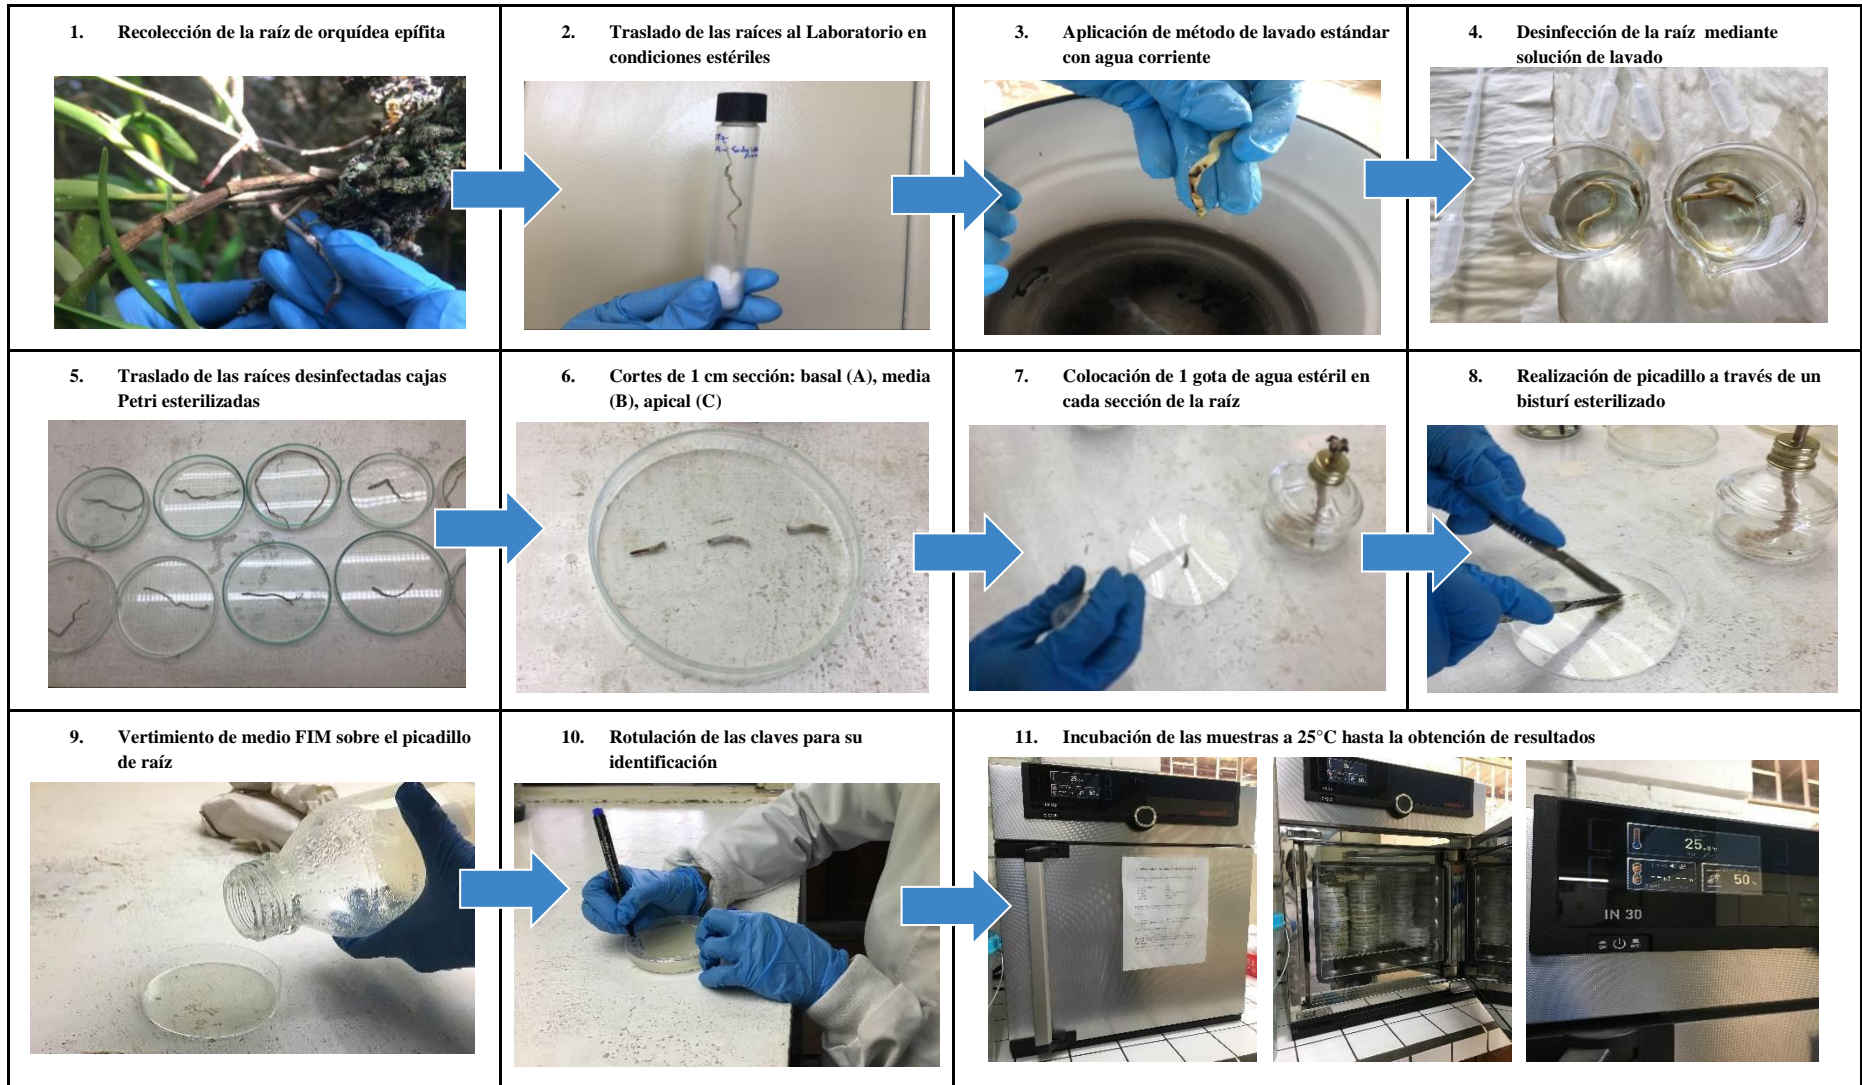 1. Recolección de la raíz de orquídea epífita
2. Traslado de las raíces al Laboratorio en
condiciones estériles
3. Aplicación de método de lavado estándar
con agua corriente
4. Desinfección de la raíz mediante
solución de lavado
5. Traslado de las raíces desinfectadas cajas
Petri esterilizadas
6. Cortes de 1 cm sección: basal (A), media
(B), apical (C)
7. Colocación de 1 gota de agua estéril en
cada sección de la raíz
8. Realización de picadillo a través de un
bisturí esterilizado
9. Vertimiento de medio FIM sobre el picadillo
de raíz
10. Rotulación de las claves para su
identificación
11. Incubación de las muestras a 25°C hasta la obtención de resultados
25.
50
IN 30